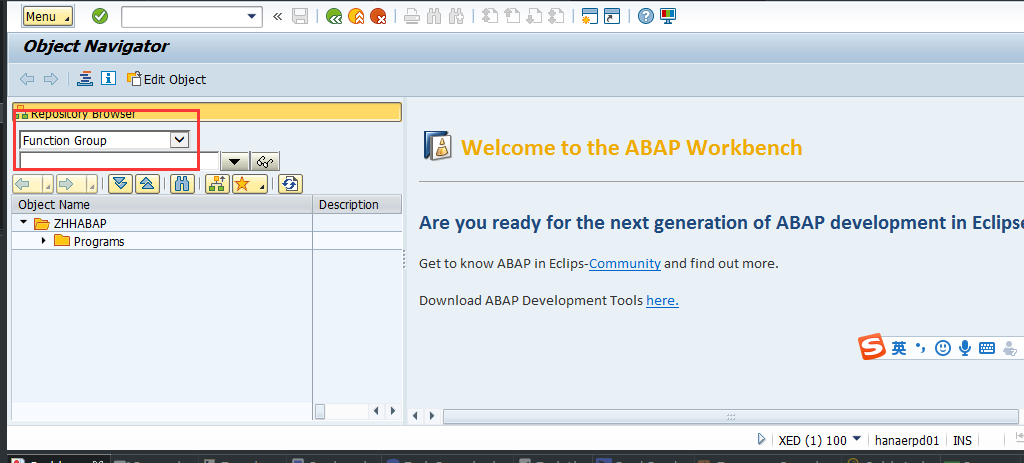 Menu
«
Object Navigator
Edit Object
Repository Browser
Function Group
Object Name Description
ZHHABAP
Programs
Welcome to the ABAP Workbench
Are you ready for the next generation of ABAP development in Eclipse
Get to know ABAP in Eclips-Community and find out more.
Download ABAP Development Tools here.
S 英
XED (1) 100 hanaerpd01 INS